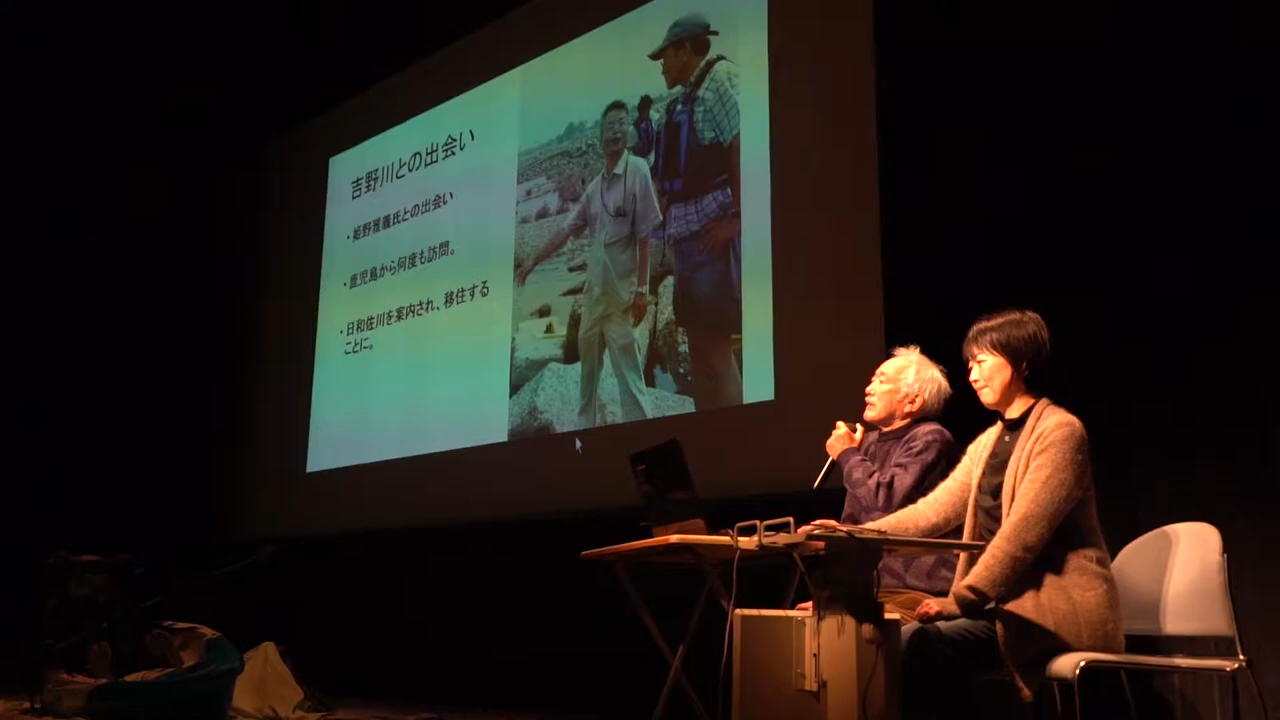 吉野川との出会い
・姫野雅義氏との出会い
・鹿児島から何度も訪問。
・日和佐川を案内され、移住する
ことに。